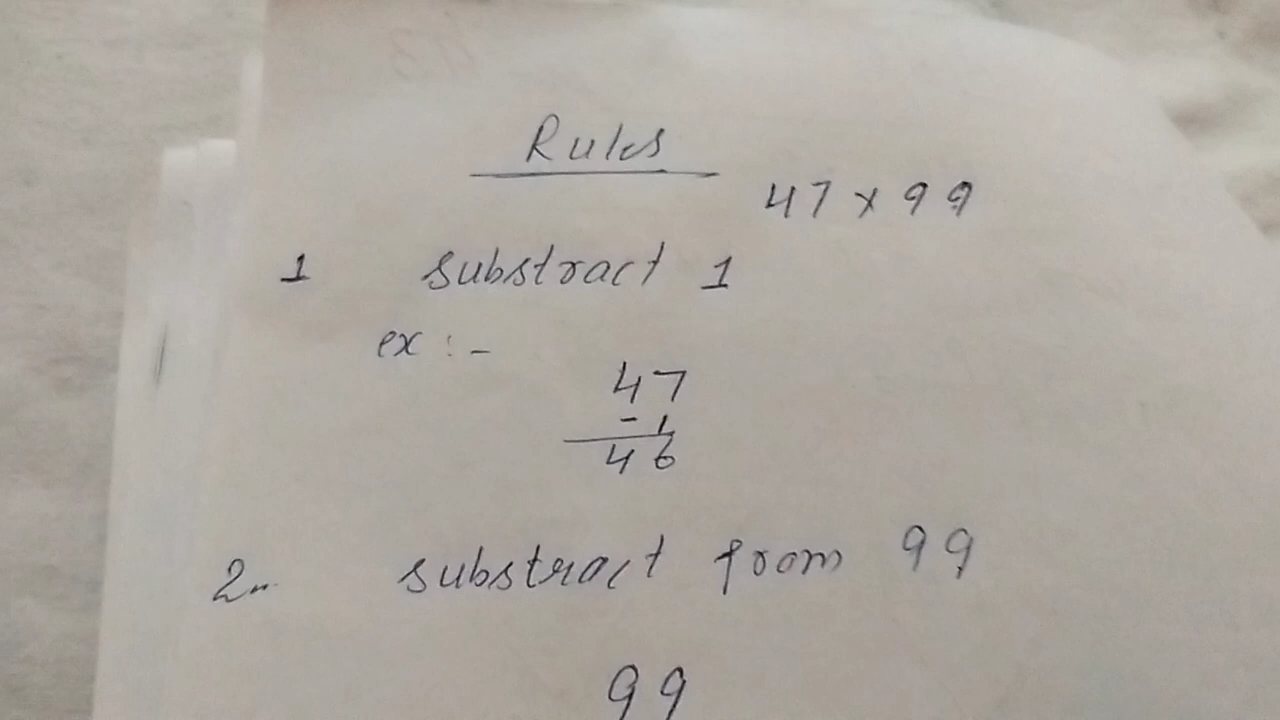 Rules
47 x 99
1 substract 1
ex :-
47
- 1
46
2.. substract from 99
99